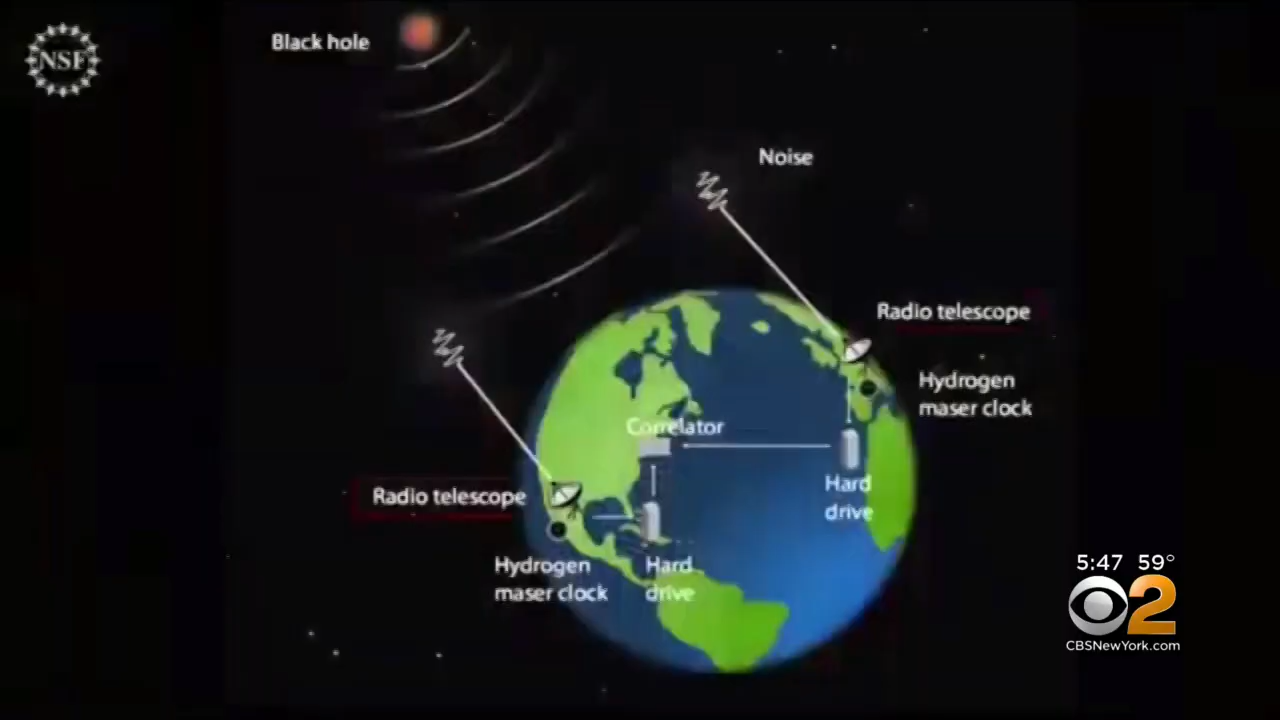 NSF
Black hole
Noise
Radio telescope
Hydrogen
maser clock
Correlator
Hard
drive
Radio telescope
Hydrogen
maser clock
Hard
drive
5:47 59°
2
CBSNewYork.com